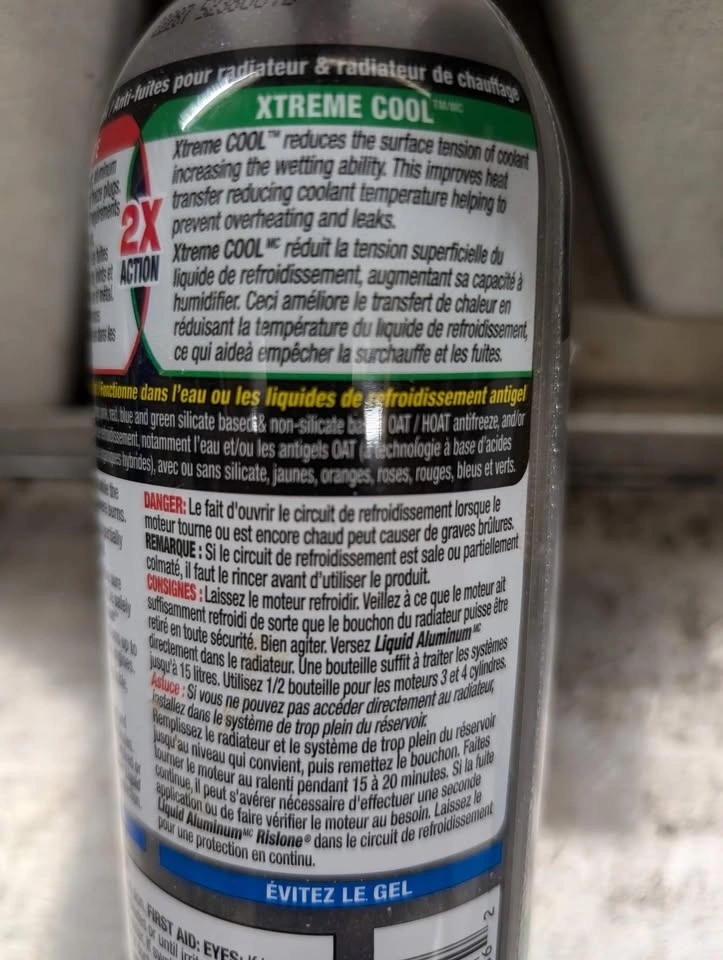 Anti-fuites pour radiateur & radiateur de chauffage
XTREME COOL™/MC
Xtreme COOL™ reduces the surface tension of coolant
increasing the wetting ability. This improves heat
transfer reducing coolant temperature helping to
prevent overheating and leaks.
Xtreme COOL MC réduit la tension superficielle du
liquide de refroidissement, augmentant sa capacité à
humidifier. Ceci améliore le transfert de chaleur en
réduisant la température du liquide de refroidissement,
ce qui aideà empêcher la surchauffe et les fuites.
2X
ACTION
Fonctionne dans l'eau ou les liquides de refroidissement antigel
red, blue and green silicate based & non-silicate OAT / HOAT antifreeze, and/or
notamment l'eau et/ou les antigels OAT technologie à base d'acides
hybrides), avec ou sans silicate, jaunes, oranges, roses, rouges, bleus et verts.
DANGER: Le fait d'ouvrir le circuit de refroidissement lorsque le
moteur tourne ou est encore chaud peut causer de graves brûlures.
REMARQUE : Si le circuit de refroidissement est sale ou partiellement
colmaté, il faut le rincer avant d'utiliser le produit.
CONSIGNES : Laissez le moteur refroidir. Veillez à ce que le moteur ait
suffisamment refroidi de sorte que le bouchon du radiateur puisse être
retiré en toute sécurité. Bien agiter. Versez Liquid Aluminum MC
directement dans le radiateur. Une bouteille suffit à traiter les systèmes
jusqu'à 15 litres. Utilisez 1/2 bouteille pour les moteurs 3 et 4 cylindres.
Astuce : Si vous ne pouvez pas accéder directement au radiateur,
installez dans le système de trop plein du réservoir.
Remplissez le radiateur et le système de trop plein du réservoir
jusqu'au niveau qui convient, puis remettez le bouchon. Faites
tourner le moteur au ralenti pendant 15 à 20 minutes. Si la fuite
continue, il peut s'avérer nécessaire d'effectuer une seconde
application ou de faire vérifier le moteur au besoin. Laissez le
Liquid Aluminum MC Rislone® dans le circuit de refroidissement
pour une protection en continu.
ÉVITEZ LE GEL
FIRST AID: EYES:
or until